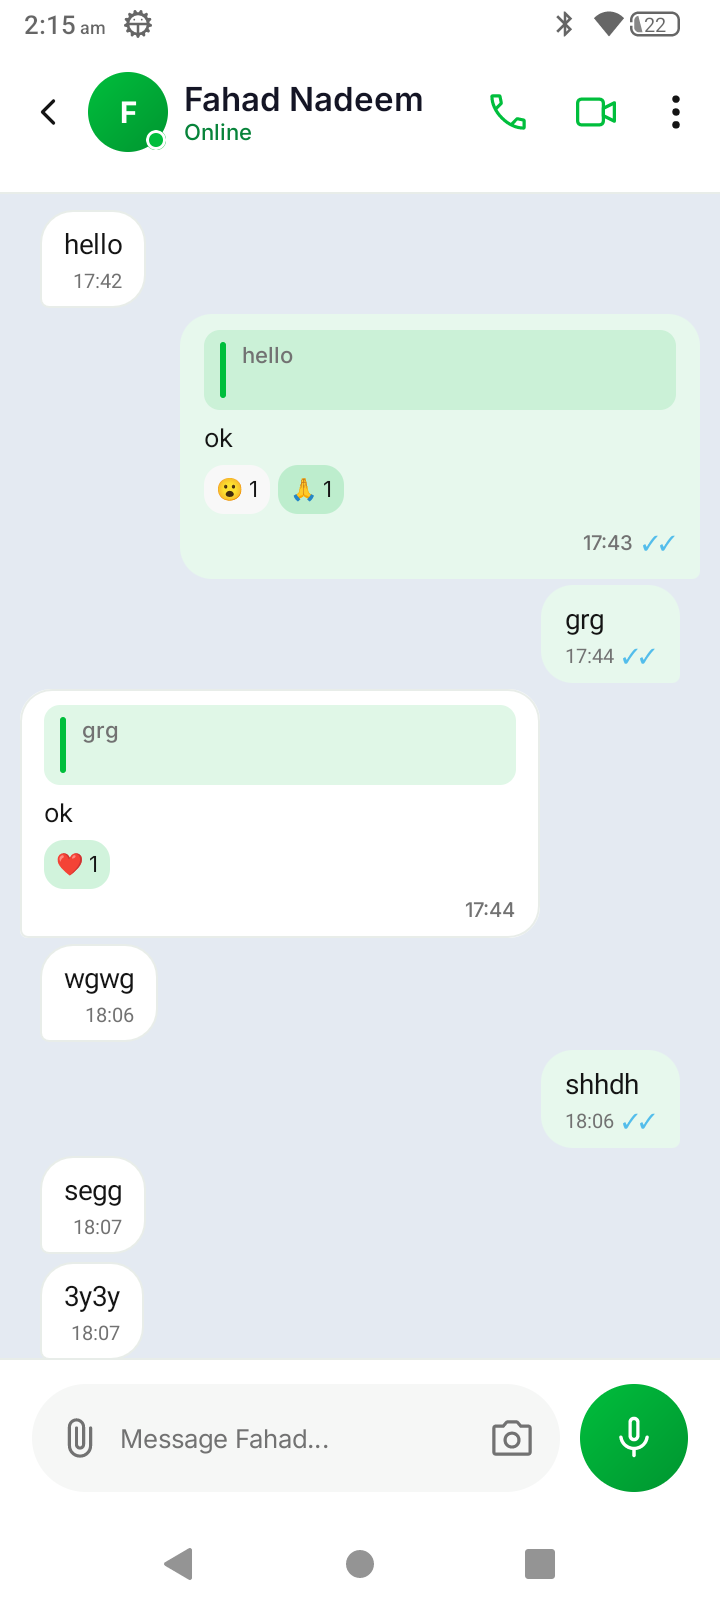 2:15 am
22
F
Fahad Nadeem
Online
hello
17:42
hello
ok
😮 1 🙏 1
17:43 ✓✓
grg
17:44 ✓✓
grg
ok
❤️ 1
17:44
wgwg
18:06
shhdh
18:06 ✓✓
segg
18:07
3y3y
18:07
Message Fahad...